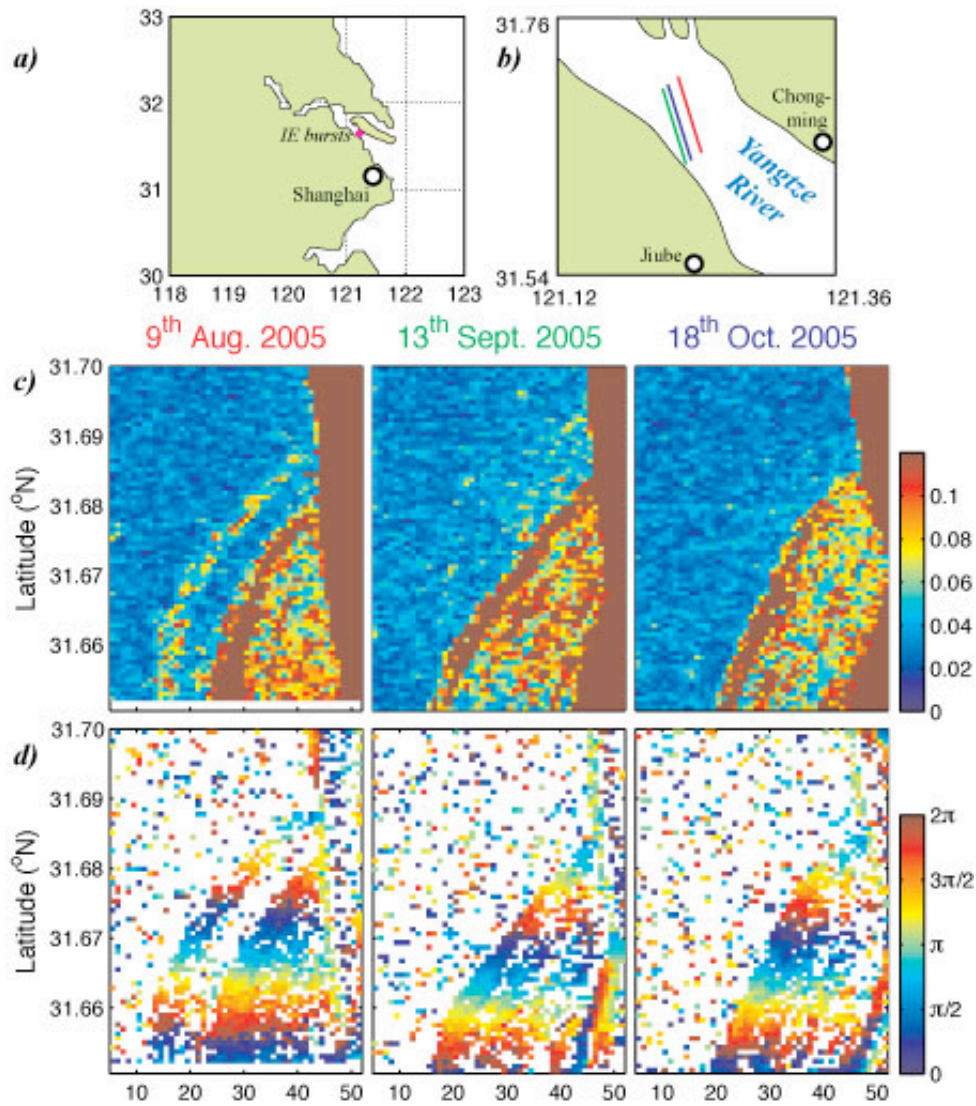 a)
33
32
31
30
118 119 120 121 122 123
IE bursts
Shanghai
b)
31.76
31.54
121.12 121.36
Chong-
ming
Yangtze
River
Jiube
9th Aug. 2005 13th Sept. 2005 18th Oct. 2005
c)
Latitude (°N)
31.70
31.69
31.68
31.67
31.66
0.1
0.08
0.06
0.04
0.02
0
d)
Latitude (°N)
31.70
31.69
31.68
31.67
31.66
10 20 30 40 50 10 20 30 40 50 10 20 30 40 50
2π
3π/2
π
π/2
0